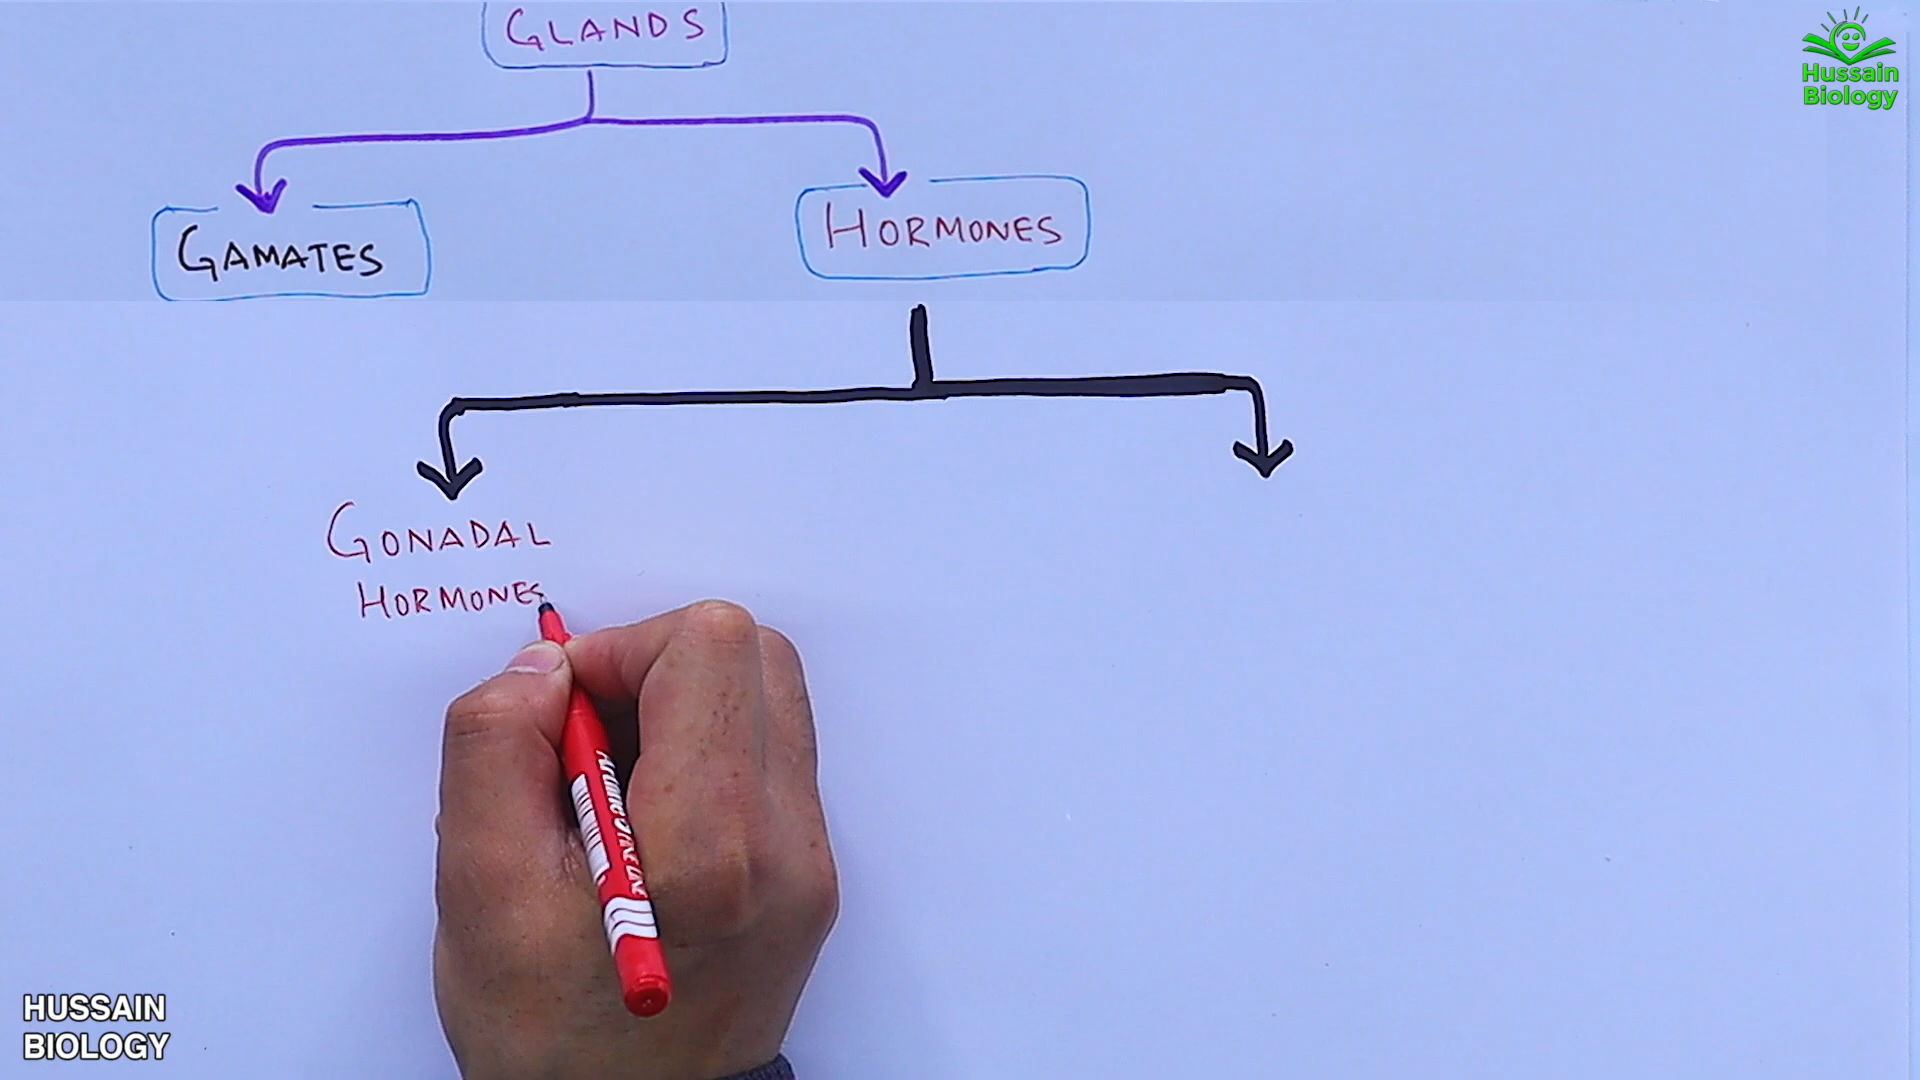 GLANDS
Hussain
Biology
GAMATES
HORMONES
GONADAL
HORMONES
HUSSAIN
BIOLOGY